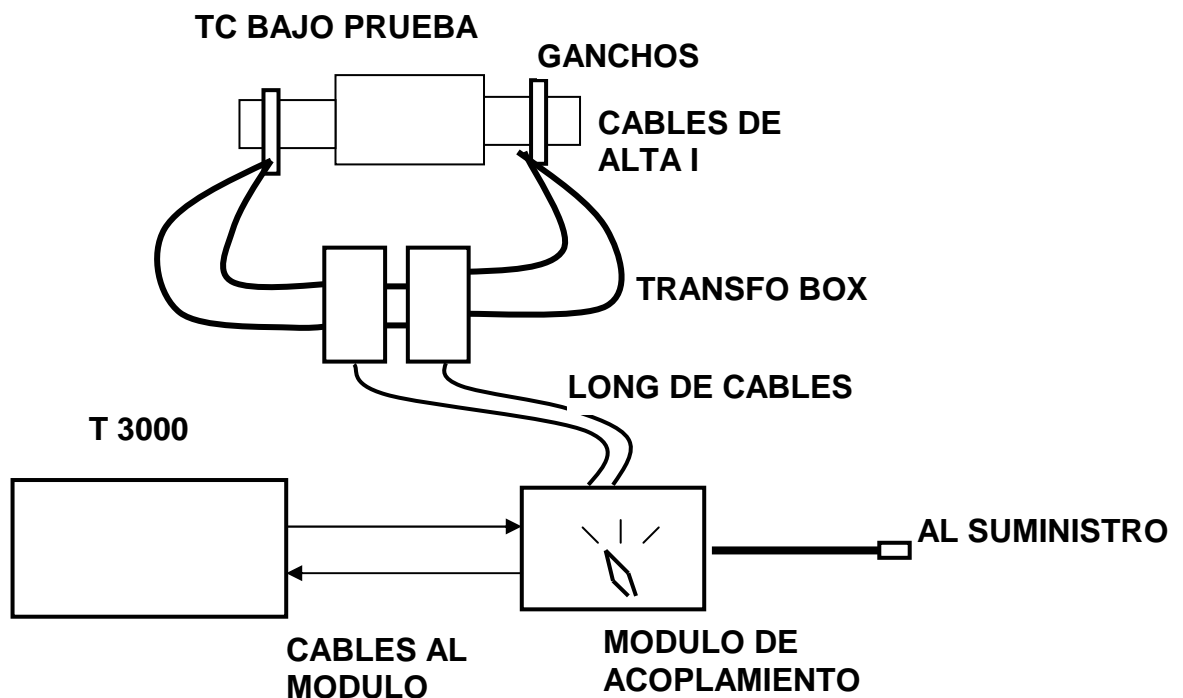 TC BAJO PRUEBA
GANCHOS
CABLES DE
ALTA I
TRANSFO BOX
LONG DE CABLES
T 3000
AL SUMINISTRO
CABLES AL
MODULO
MODULO DE
ACOPLAMIENTO